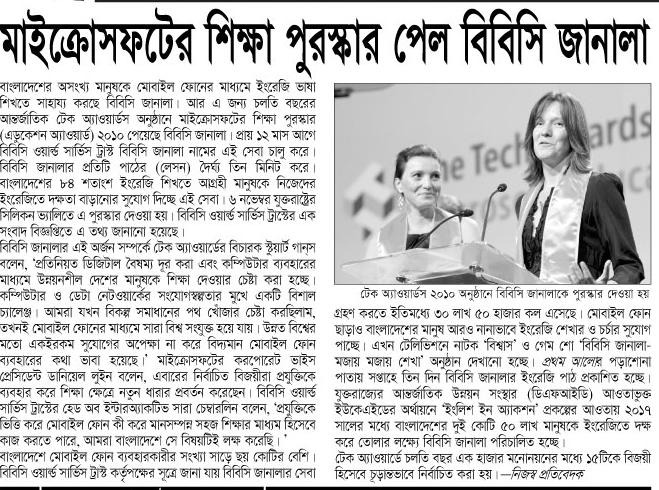 মাইক্রোসফটের শিক্ষা পুরস্কার পেল বিবিসি জানালা
বাংলাদেশের অসংখ্য মানুষকে মোবাইল ফোনের মাধ্যমে ইংরেজি ভাষা
শিখতে সাহায্য করছে বিবিসি জানালা। আর এ জন্য চলতি বছরের
আন্তর্জাতিক টেক অ্যাওয়ার্ডস অনুষ্ঠানে মাইক্রোসফটের শিক্ষা পুরস্কার
(এডুকেশন অ্যাওয়ার্ড) ২০১০ পেয়েছে বিবিসি জানালা। প্রায় ১২ মাস আগে
বিবিসি ওয়ার্ল্ড সার্ভিস ট্রাস্ট বিবিসি জানালা নামের এই সেবা চালু করে।
বিবিসি জানালার প্রতিটি পাঠের (লেসন) দৈর্ঘ্য তিন মিনিট করে।
বাংলাদেশের ৮৪ শতাংশ ইংরেজি শিখতে আগ্রহী মানুষকে নিজেদের
ইংরেজিতে দক্ষতা বাড়ানোর সুযোগ দিচ্ছে এই সেবা। ৬ নভেম্বর যুক্তরাষ্ট্রের
সিলিকন ভ্যালিতে এ পুরস্কার দেওয়া হয়। বিবিসি ওয়ার্ল্ড সার্ভিস ট্রাস্টের এক
সংবাদ বিজ্ঞপ্তিতে এ তথ্য জানানো হয়েছে।
বিবিসি জানালার এই অর্জন সম্পর্কে টেক অ্যাওয়ার্ডের বিচারক স্টুয়ার্ট গান্‌স
বলেন, ‘প্রতিনিয়ত ডিজিটাল বৈষম্য দূর করা এবং কম্পিউটার ব্যবহারের
মাধ্যমে উন্নয়নশীল দেশের মানুষকে শিক্ষা দেওয়ার চেষ্টা করা হচ্ছে।
কম্পিউটার ও ডেটা নেটওয়ার্কের সংযোগস্বল্পতার মুখে একটি বিশাল
চ্যালেঞ্জ। আমরা যখন বিকল্প সমাধানের পথ খোঁজার চেষ্টা করছিলাম,
তখনই মোবাইল ফোনের মাধ্যমে সারা বিশ্ব সংযুক্ত হয়ে যায়। উন্নত বিশ্বের
মতো একইরকম সুযোগের অপেক্ষা না করে বিদ্যমান মোবাইল ফোন
ব্যবহারের কথা ভাবা হয়েছে।’ মাইক্রোসফটের করপোরেট ভাইস
প্রেসিডেন্ট ড্যানিয়েল লুইন বলেন, এবারের নির্বাচিত বিজয়ীরা প্রযুক্তিকে
ব্যবহার করে শিক্ষা ক্ষেত্রে নতুন ধারার প্রবর্তন করেছেন। বিবিসি ওয়ার্ল্ড
সার্ভিস ট্রাস্টের হেড অব ইন্টার‌অ্যাকটিভ সারা চেম্বারলিন বলেন, ‘প্রযুক্তিকে
ভিত্তি করে মোবাইল ফোন কী করে মানসম্পন্ন সহজ শিক্ষার মাধ্যম হিসেবে
কাজ করতে পারে, আমরা বাংলাদেশে সে বিষয়টিই লক্ষ করছি।’
বাংলাদেশে মোবাইল ফোন ব্যবহারকারীর সংখ্যা সাড়ে ছয় কোটির বেশি।
বিবিসি ওয়ার্ল্ড সার্ভিস ট্রাস্ট কর্তৃপক্ষের সূত্রে জানা যায় বিবিসি জানালার সেবা
he Tech wards
টেক অ্যাওয়ার্ডস ২০১০ অনুষ্ঠানে বিবিসি জানালাকে পুরস্কার দেওয়া হয়
গ্রহণ করতে ইতিমধ্যে ৩০ লাখ ৫০ হাজার কল এসেছে। মোবাইল ফোন
ছাড়াও বাংলাদেশের মানুষ আরও নানাভাবে ইংরেজি শেখার ও চর্চার সুযোগ
পাচ্ছে। এখন টেলিভিশনে নাটক ‘বিশ্বাস’ ও গেম শো ‘বিবিসি জানালা-
মজায় মজায় শেখা’ অনুষ্ঠান দেখানো হচ্ছে। প্রথম আলোর পড়াশোনা
পাতায় সপ্তাহে তিন দিন বিবিসি জানালার ইংরেজি পাঠ প্রকাশিত হচ্ছে।
যুক্তরাজ্যের আন্তর্জাতিক উন্নয়ন সংস্থার (ডিএফআইডি) আওতাভুক্ত
ইউকেএইডের অর্থায়নে ‘ইংলিশ ইন অ্যাকশন’ প্রকল্পের আওতায় ২০১৭
সালের মধ্যে বাংলাদেশের দুই কোটি ৫০ লাখ মানুষকে ইংরেজিতে দক্ষ
করে তোলার লক্ষ্যে বিবিসি জানালা পরিচালিত হচ্ছে।
টেক অ্যাওয়ার্ডে চলতি বছর এক হাজার মনোনয়নের মধ্যে ১৫টিকে বিজয়ী
হিসেবে চূড়ান্তভাবে নির্বাচিত করা হয়।—নিজস্ব প্রতিবেদক